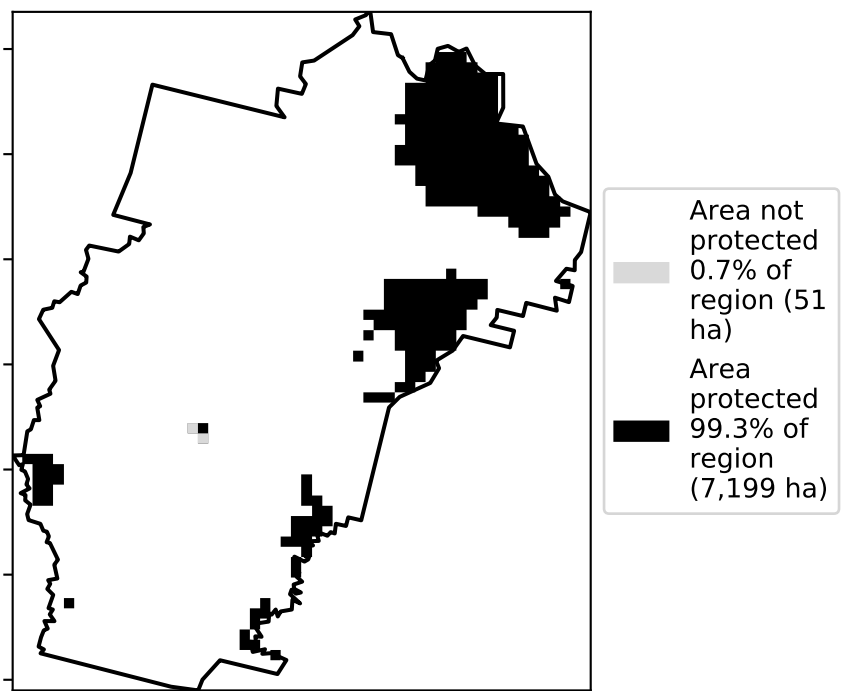 Area not
protected
0.7% of
region (51
ha)
Area
protected
99.3% of
region
(7,199 ha)